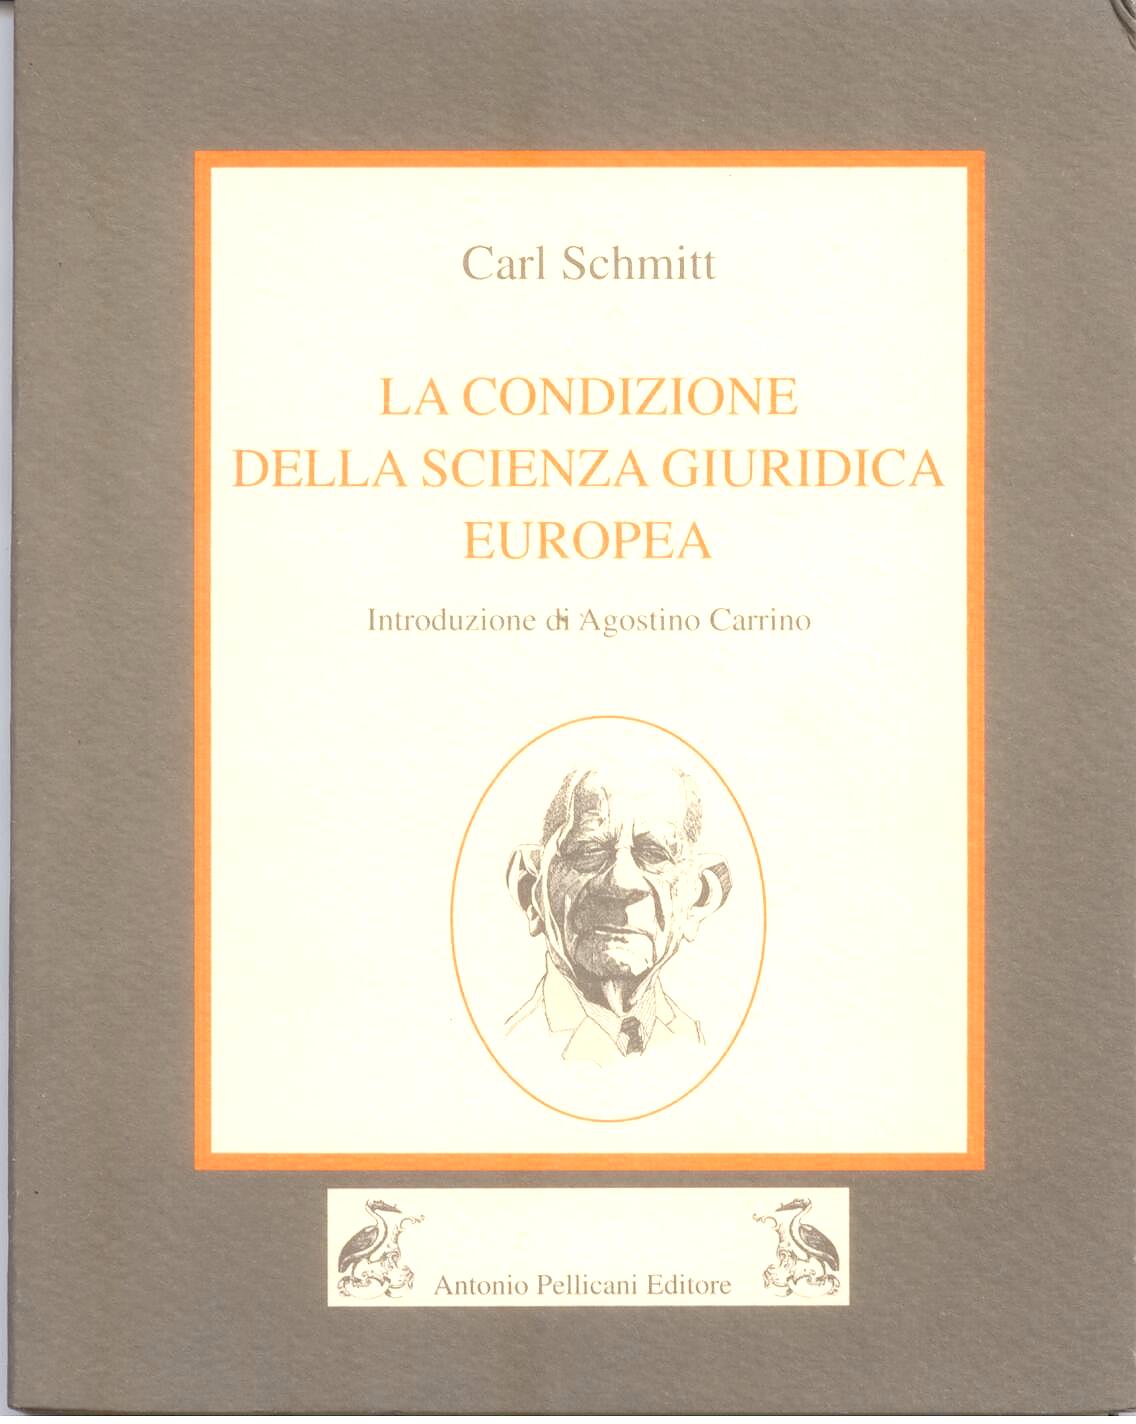 Carl Schmitt
LA CONDIZIONE
DELLA SCIENZA GIURIDICA
EUROPEA
Introduzione di Agostino Carrino
Antonio Pellicani Editore